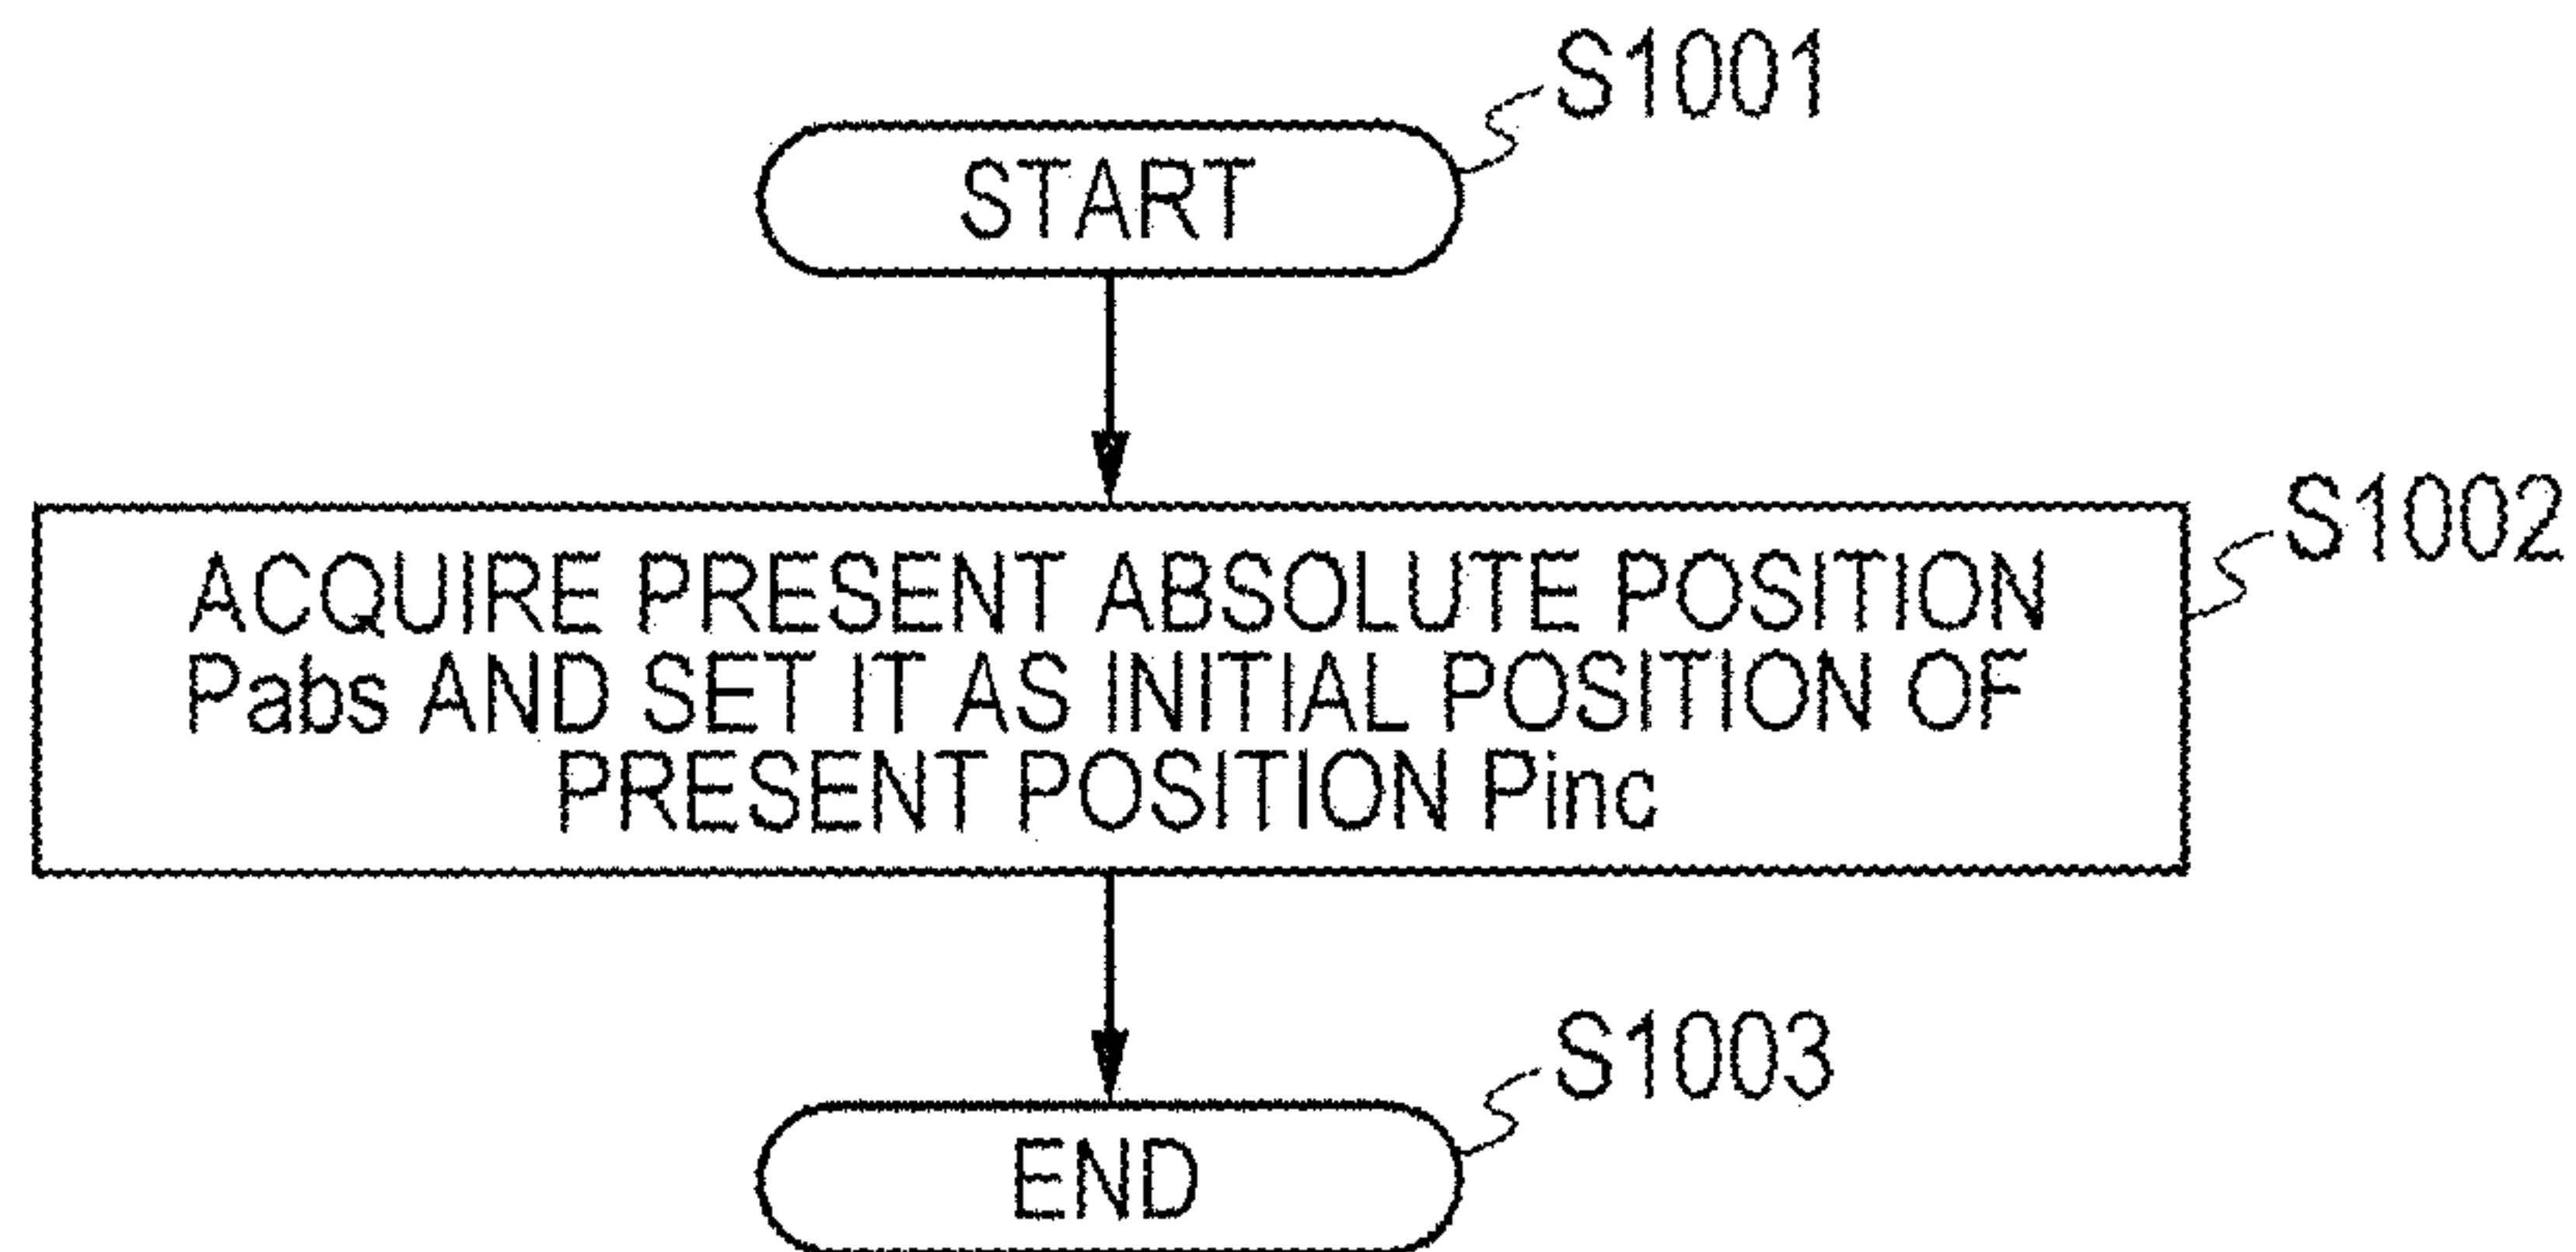 S1001
START
S1002
ACQUIRE PRESENT ABSOLUTE POSITION
Pabs AND SET IT AS INITIAL POSITION OF
PRESENT POSITION Pinc
S1003
END